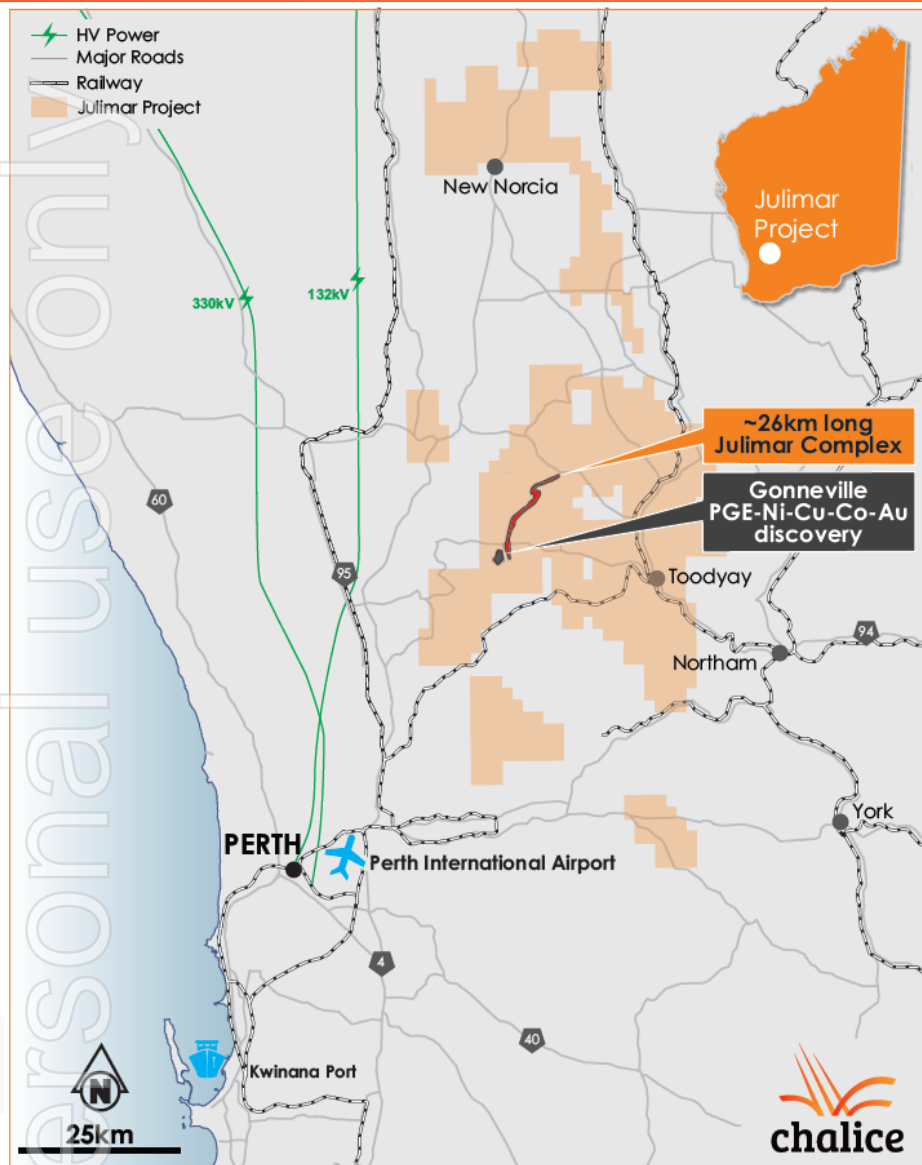 HV Power
Major Roads
Railway
Julimar Project
New Norcia
Julimar
Project
330kV
132kV
~26km long
Julimar Complex
Gonneville
PGE-Ni-Cu-Co-Au
discovery
60
95
Toodyay
94
Northam
York
PERTH
Perth International Airport
4
40
Kwinana Port
N
25km
chalice
ersonal use only